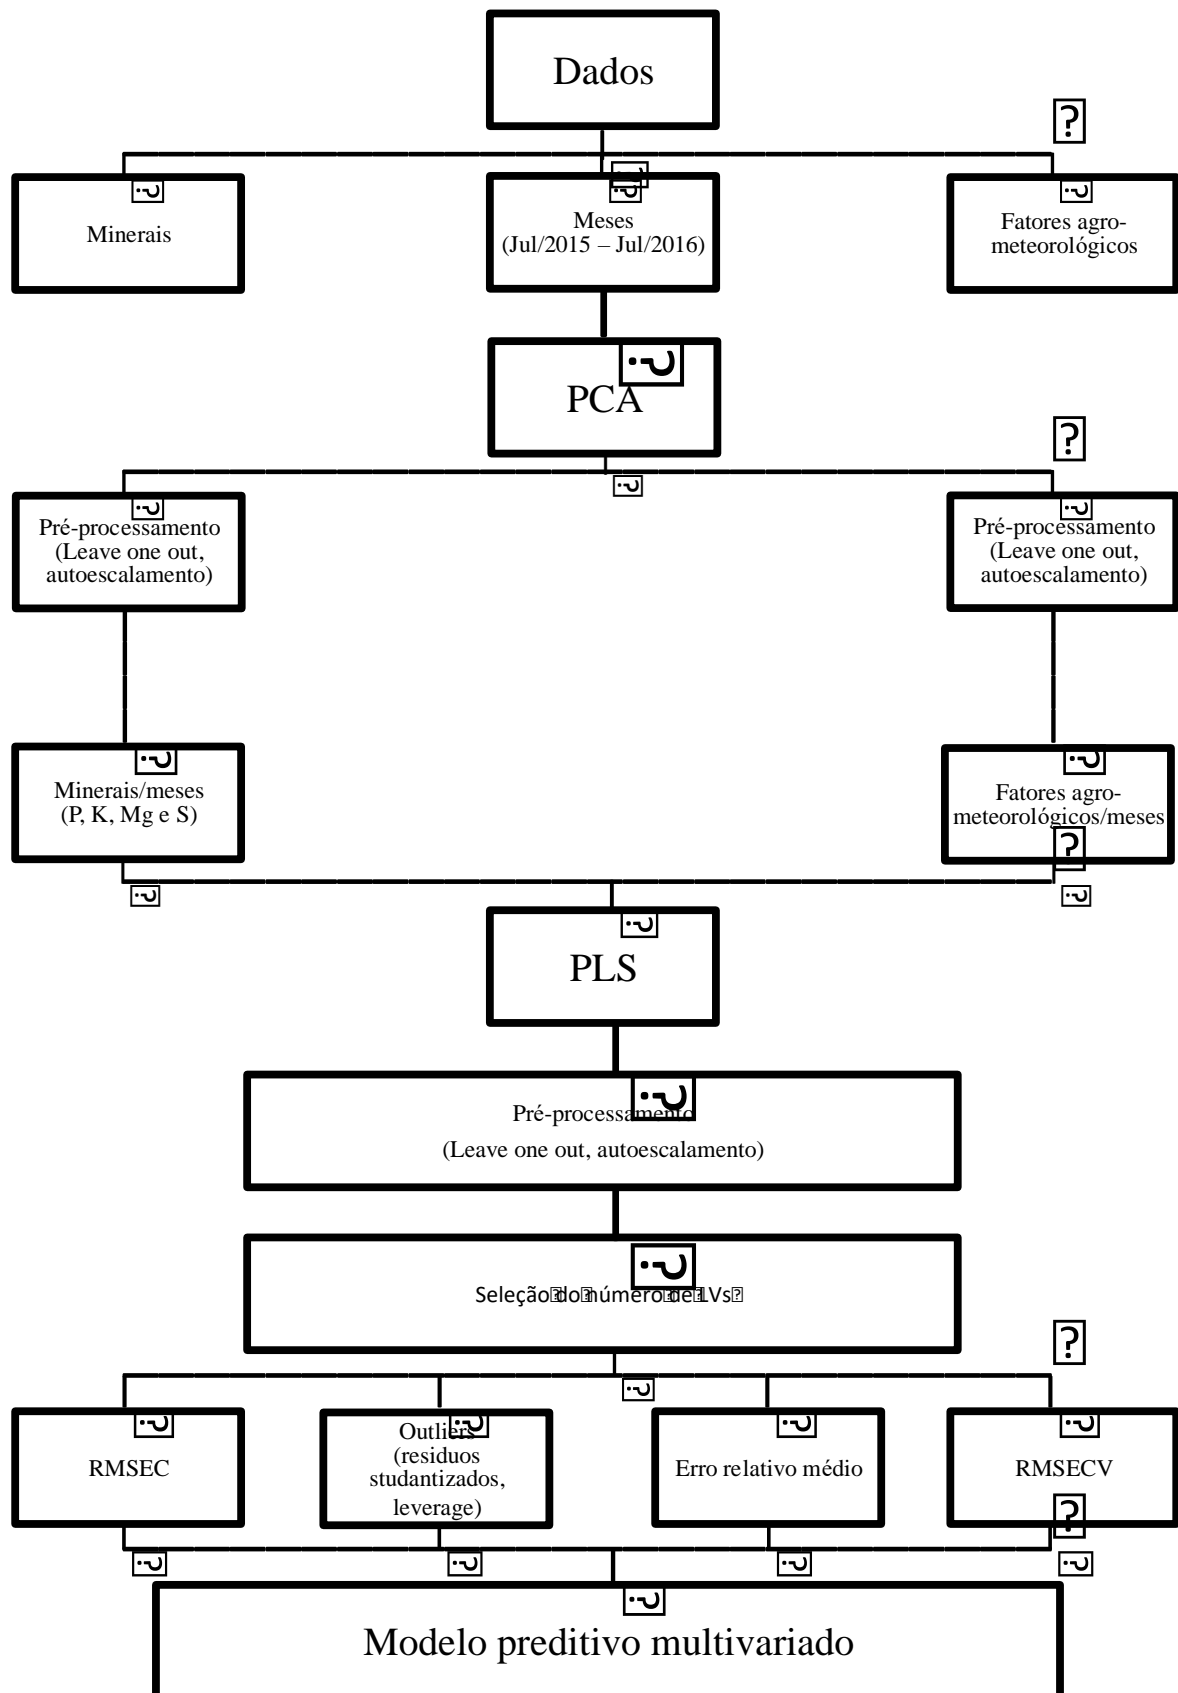 Dados
Minerais
Meses
(Jul/2015 – Jul/2016)
Fatores agro-
meteorológicos
PCA
Pré-processamento
(Leave one out,
autoescalamento)
Pré-processamento
(Leave one out,
autoescalamento)
Minerais/meses
(P, K, Mg e S)
Fatores agro-
meteorológicos/meses
PLS
Pré-processamento
(Leave one out, autoescalamento)
Seleção do número de LVs
RMSEC
Outliers
(residuos
studantizados,
leverage)
Erro relativo médio
RMSECV
Modelo preditivo multivariado